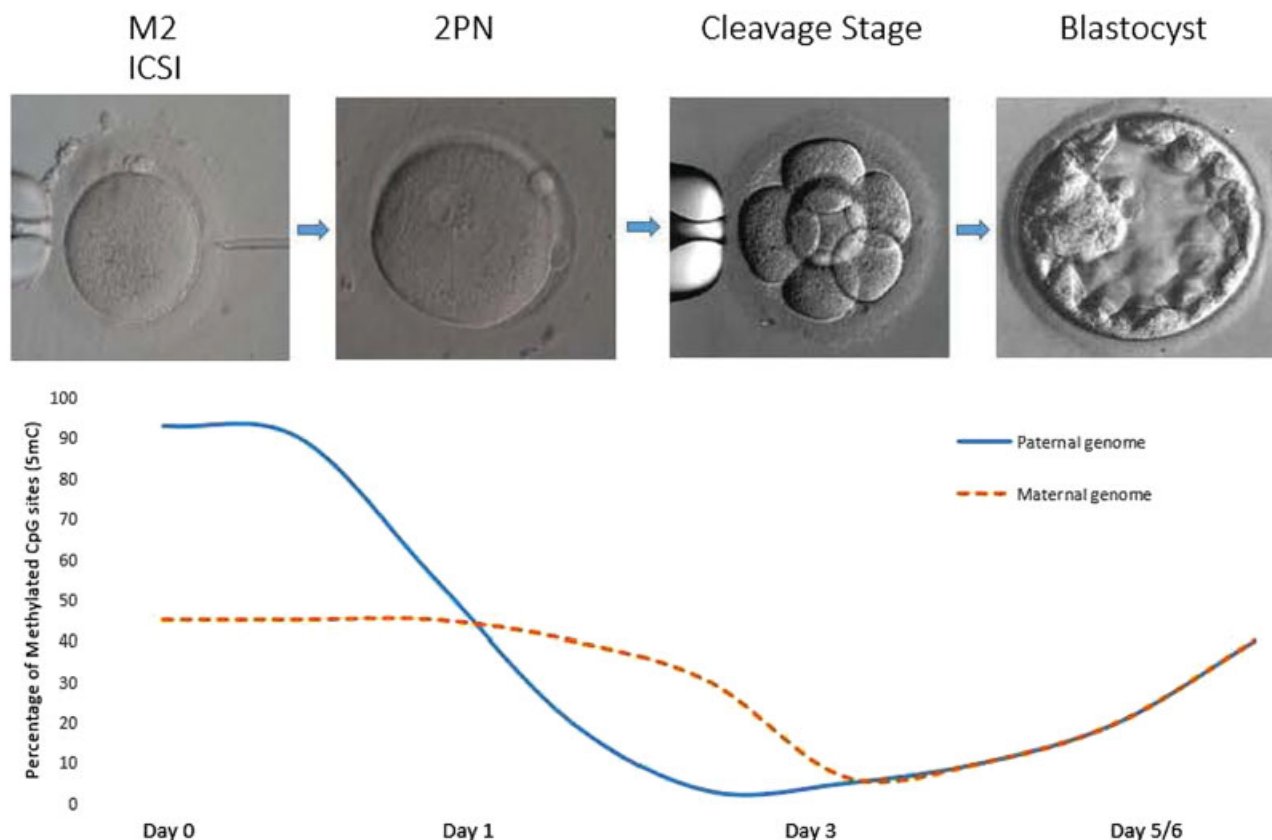 M2
ICSI
2PN
Cleavage Stage
Blastocyst
Percentage of Methylated CpG sites (5mC)
100
90
80
70
60
50
40
30
20
10
0
Paternal genome
Maternal genome
Day 0
Day 1
Day 3
Day 5/6